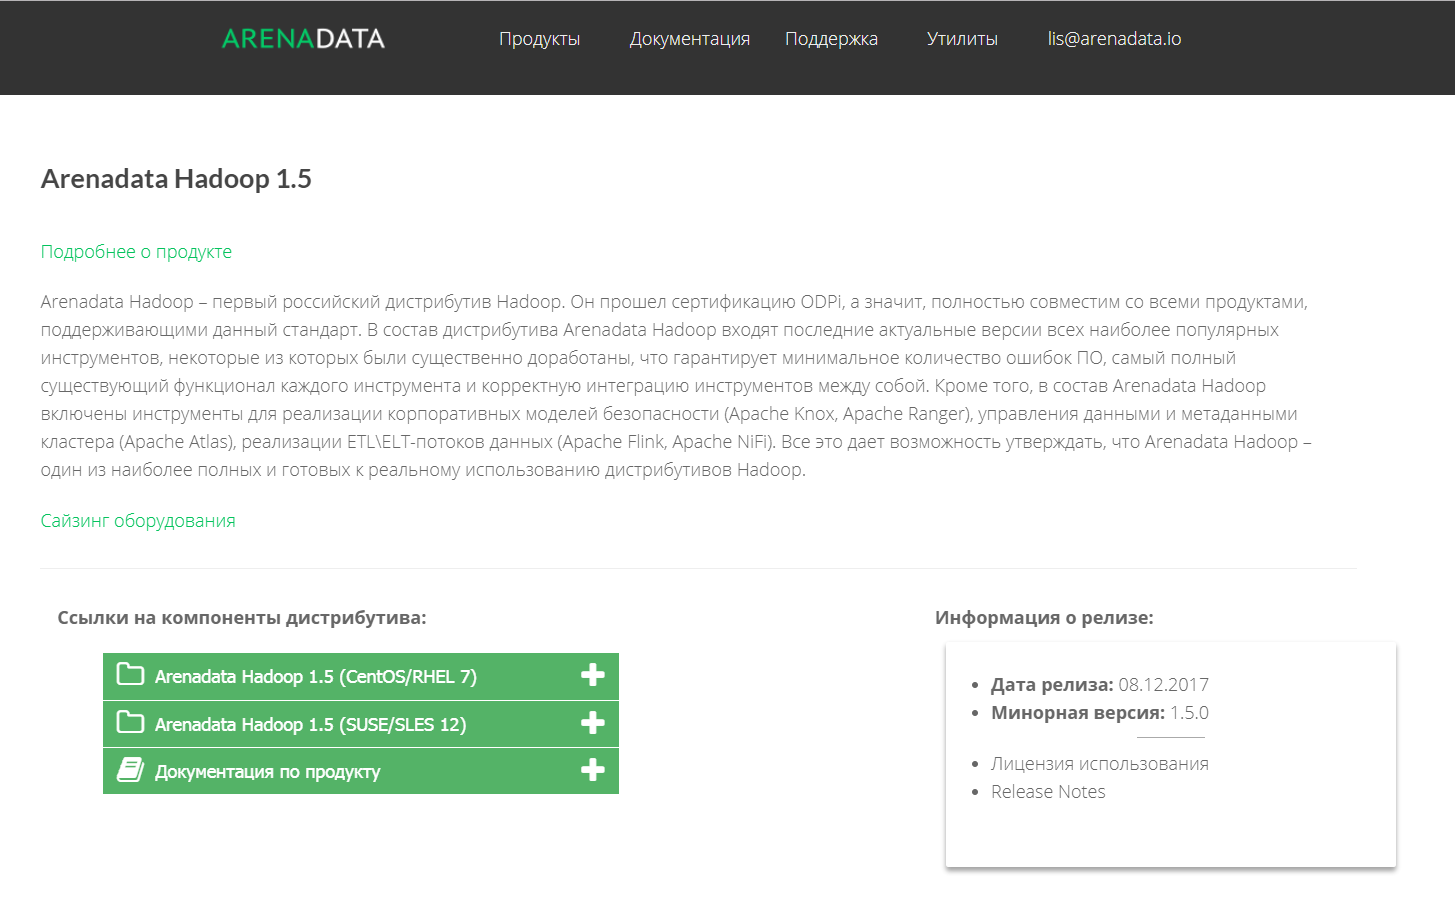 ARENADATA
Продукты
Документация
Поддержка
Утилиты
lis@arenadata.io
Arenadata Hadoop 1.5
Подробнее о продукте
Arenadata Hadoop – первый российский дистрибутив Hadoop. Он прошел сертификацию ODPi, а значит, полностью совместим со всеми продуктами,
поддерживающими данный стандарт. В состав дистрибутива Arenadata Hadoop входят последние актуальные версии всех наиболее популярных
инструментов, некоторые из которых были существенно доработаны, что гарантирует минимальное количество ошибок ПО, самый полный
существующий функционал каждого инструмента и корректную интеграцию инструментов между собой. Кроме того, в состав Arenadata Hadoop
включены инструменты для реализации корпоративных моделей безопасности (Apache Knox, Apache Ranger), управления данными и метаданными
кластера (Apache Atlas), реализации ETL\ELT-потоков данных (Apache Flink, Apache NiFi). Все это дает возможность утверждать, что Arenadata Hadoop –
один из наиболее полных и готовых к реальному использованию дистрибутивов Hadoop.
Сайзинг оборудования
Ссылки на компоненты дистрибутива:
Arenadata Hadoop 1.5 (CentOS/RHEL 7)
Arenadata Hadoop 1.5 (SUSE/SLES 12)
Документация по продукту
Информация о релизе:
Дата релиза: 08.12.2017
Минорная версия: 1.5.0
Лицензия использования
Release Notes